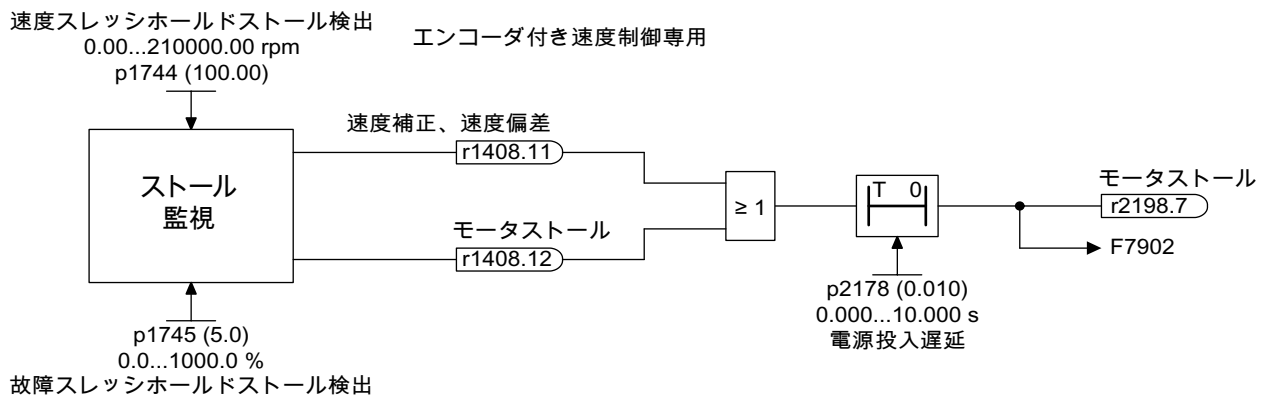 速度スレッシホールドストール検出
0.00...210000.00 rpm
p1744 (100.00)
エンコーダ付き速度制御専用
速度補正、速度偏差
r1408.11
ストール
監視
モータストール
r1408.12
≥ 1
T 0
モータストール
r2198.7
F7902
p2178 (0.010)
0.000...10.000 s
電源投入遅延
p1745 (5.0)
0.0...1000.0 %
故障スレッシホールドストール検出